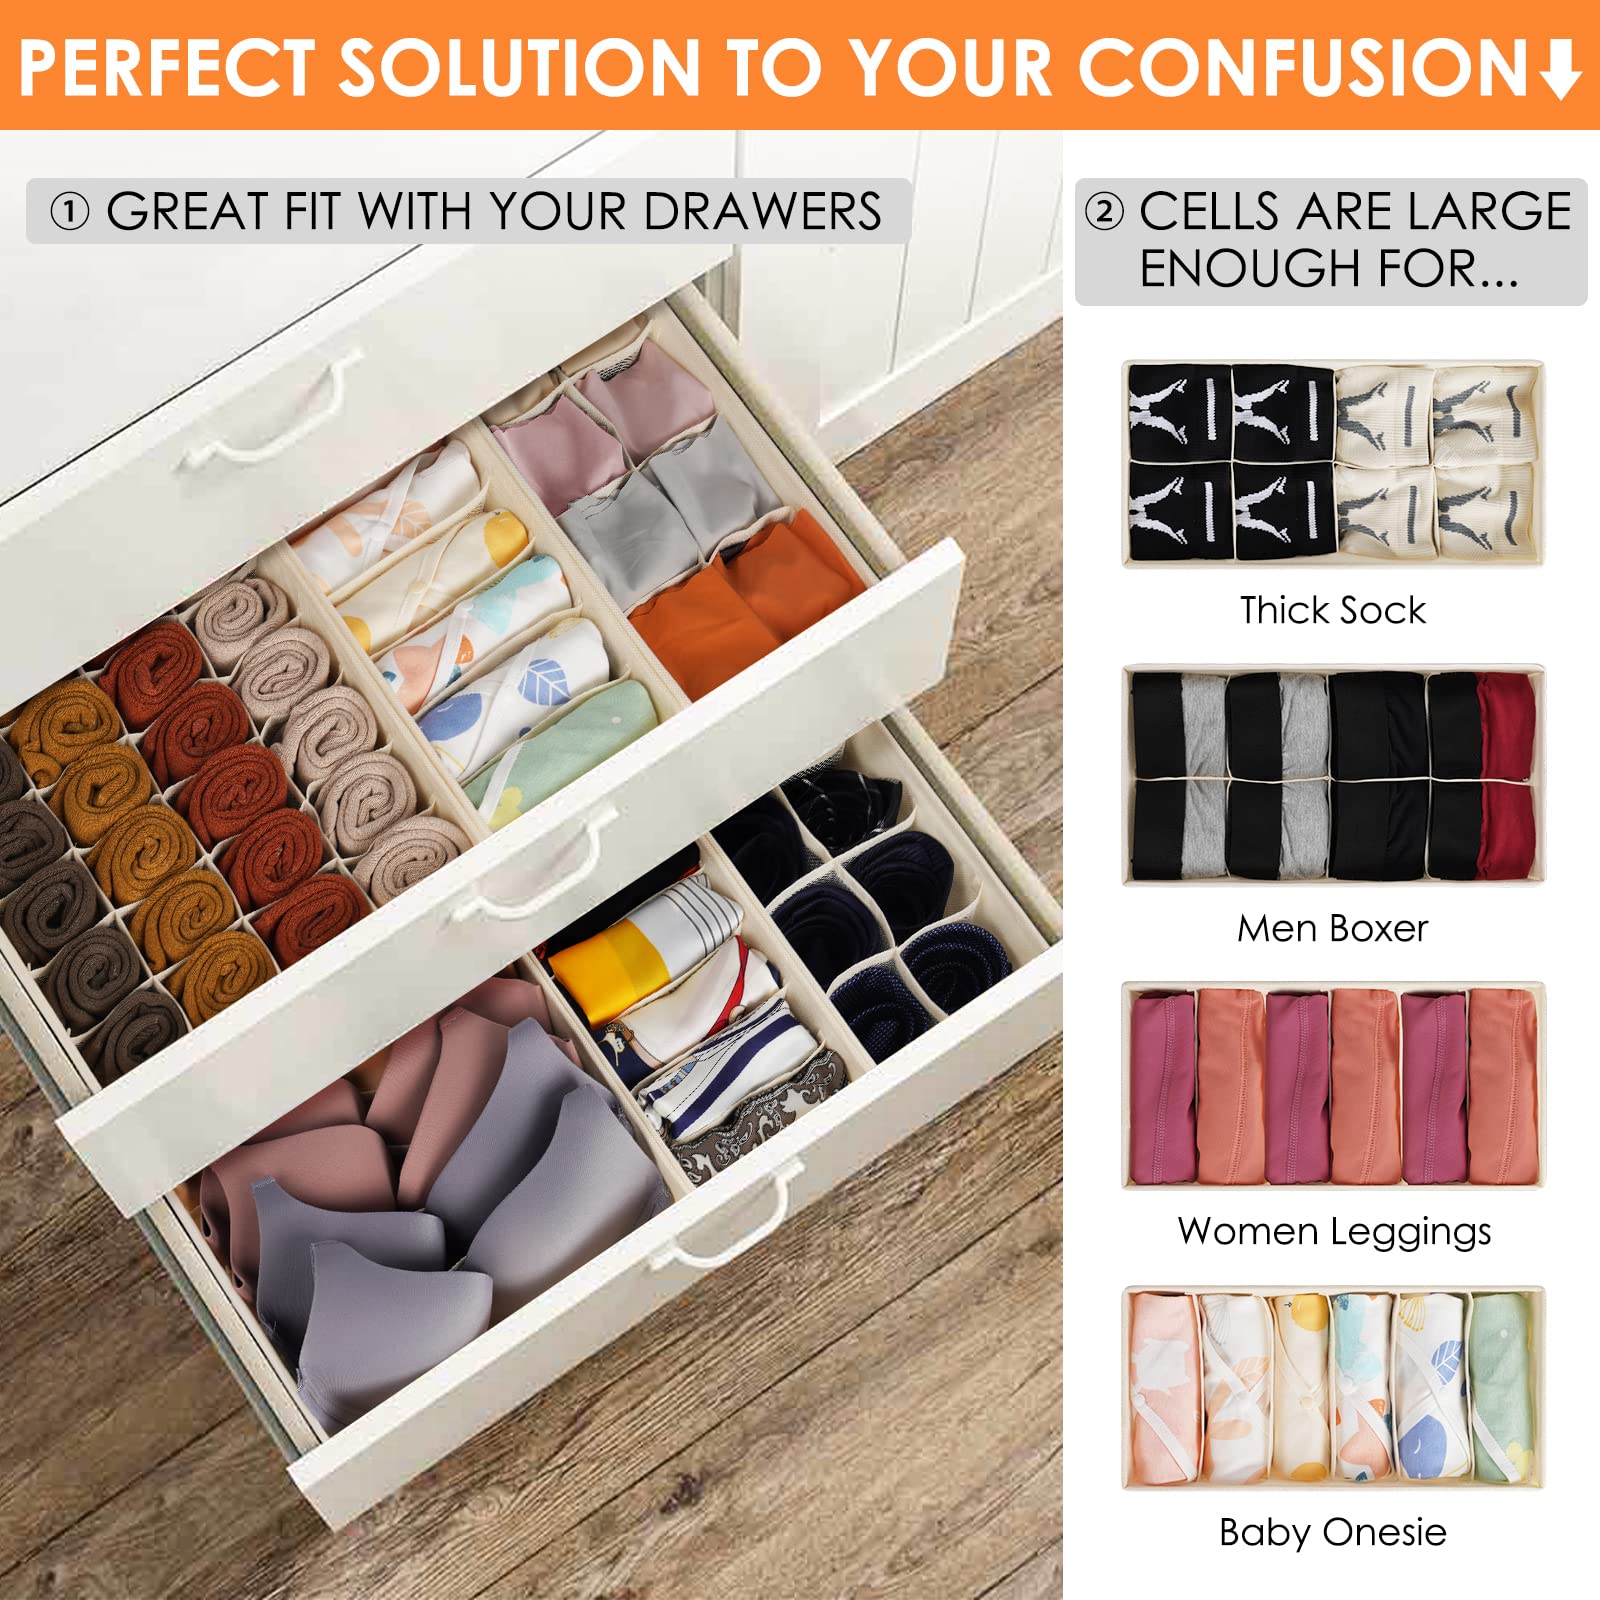 PERFECT SOLUTION TO YOUR CONFUSION⬇
① GREAT FIT WITH YOUR DRAWERS
② CELLS ARE LARGE
ENOUGH FOR...
Thick Sock
Men Boxer
Women Leggings
Baby Onesie